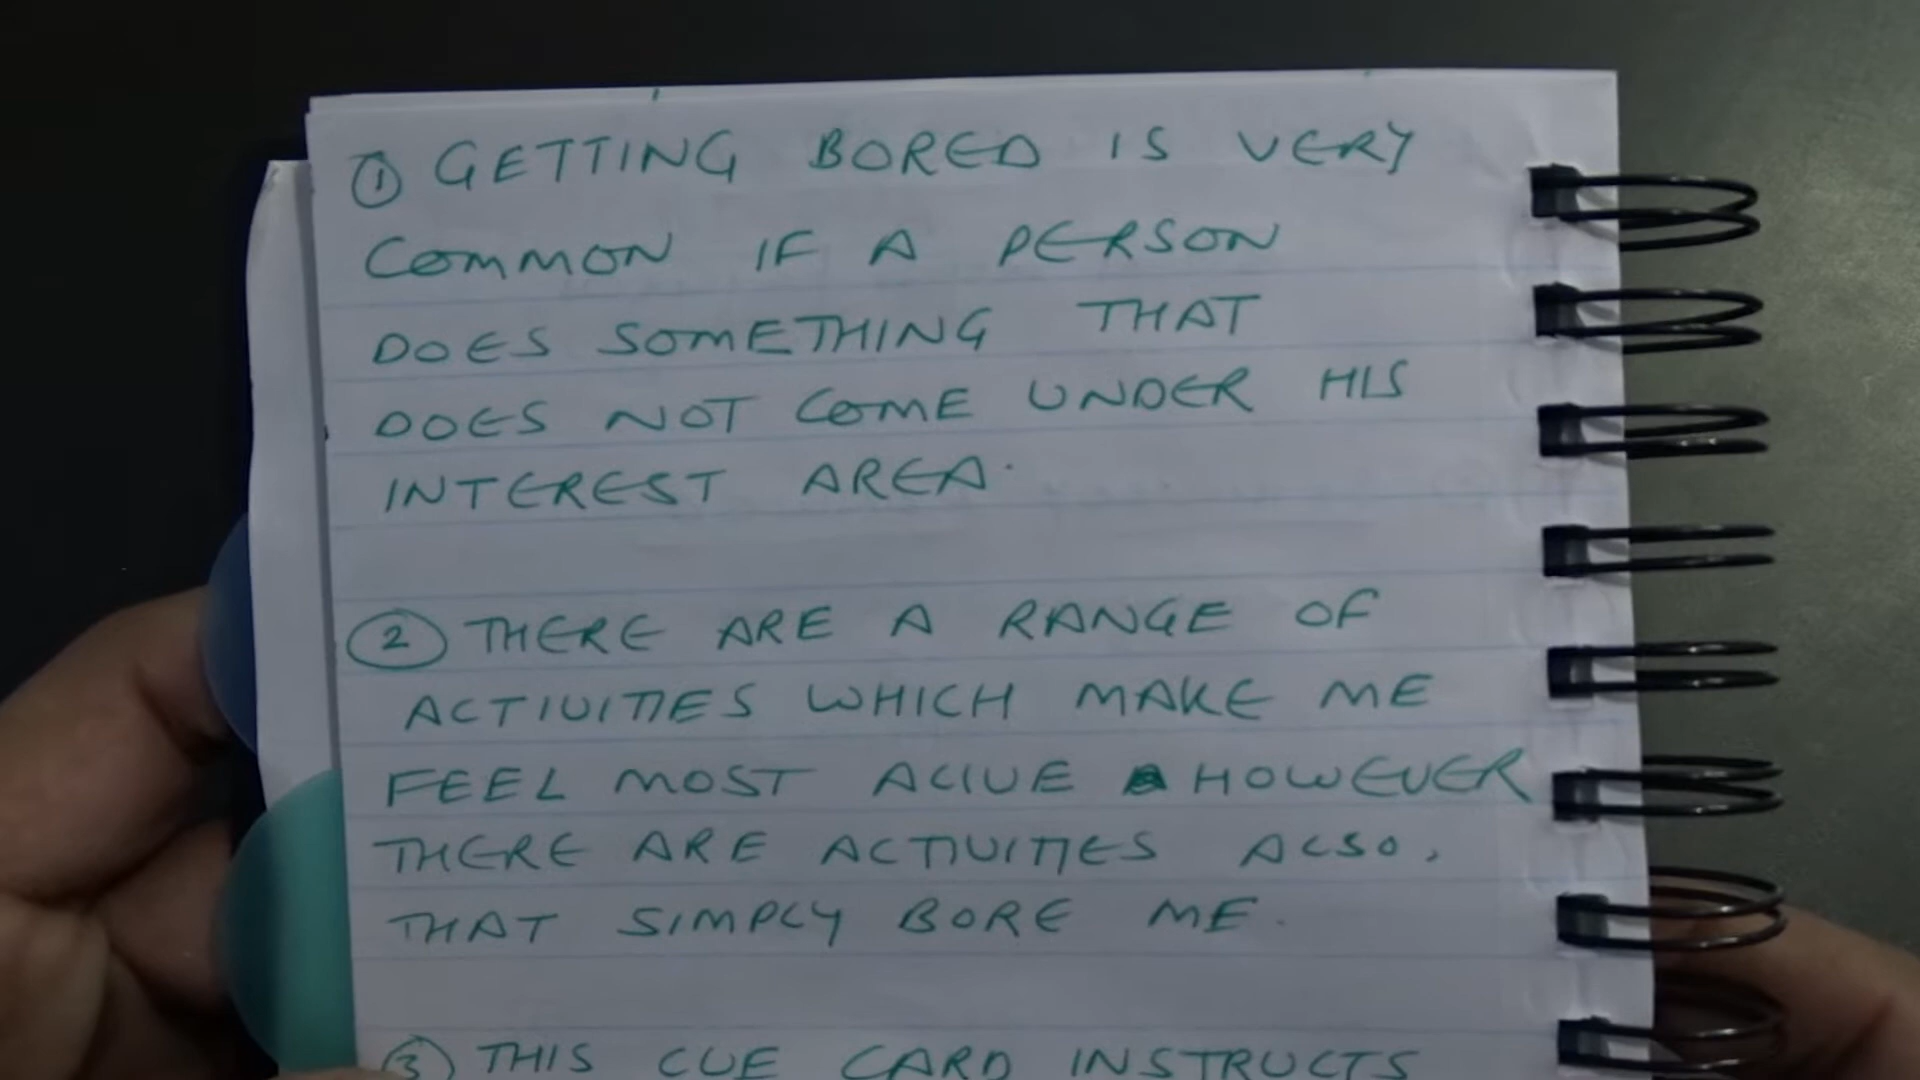 ① GETTING BORED IS VERY
COMMON IF A PERSON
DOES SOMETHING THAT
DOES NOT COME UNDER HIS
INTEREST AREA.
② THERE ARE A RANGE OF
ACTIVITIES WHICH MAKE ME
FEEL MOST ALIVE HOWEVER
THERE ARE ACTIVITIES ALSO,
THAT SIMPLY BORE ME.
③ THIS CUE CARD INSTRUCTS